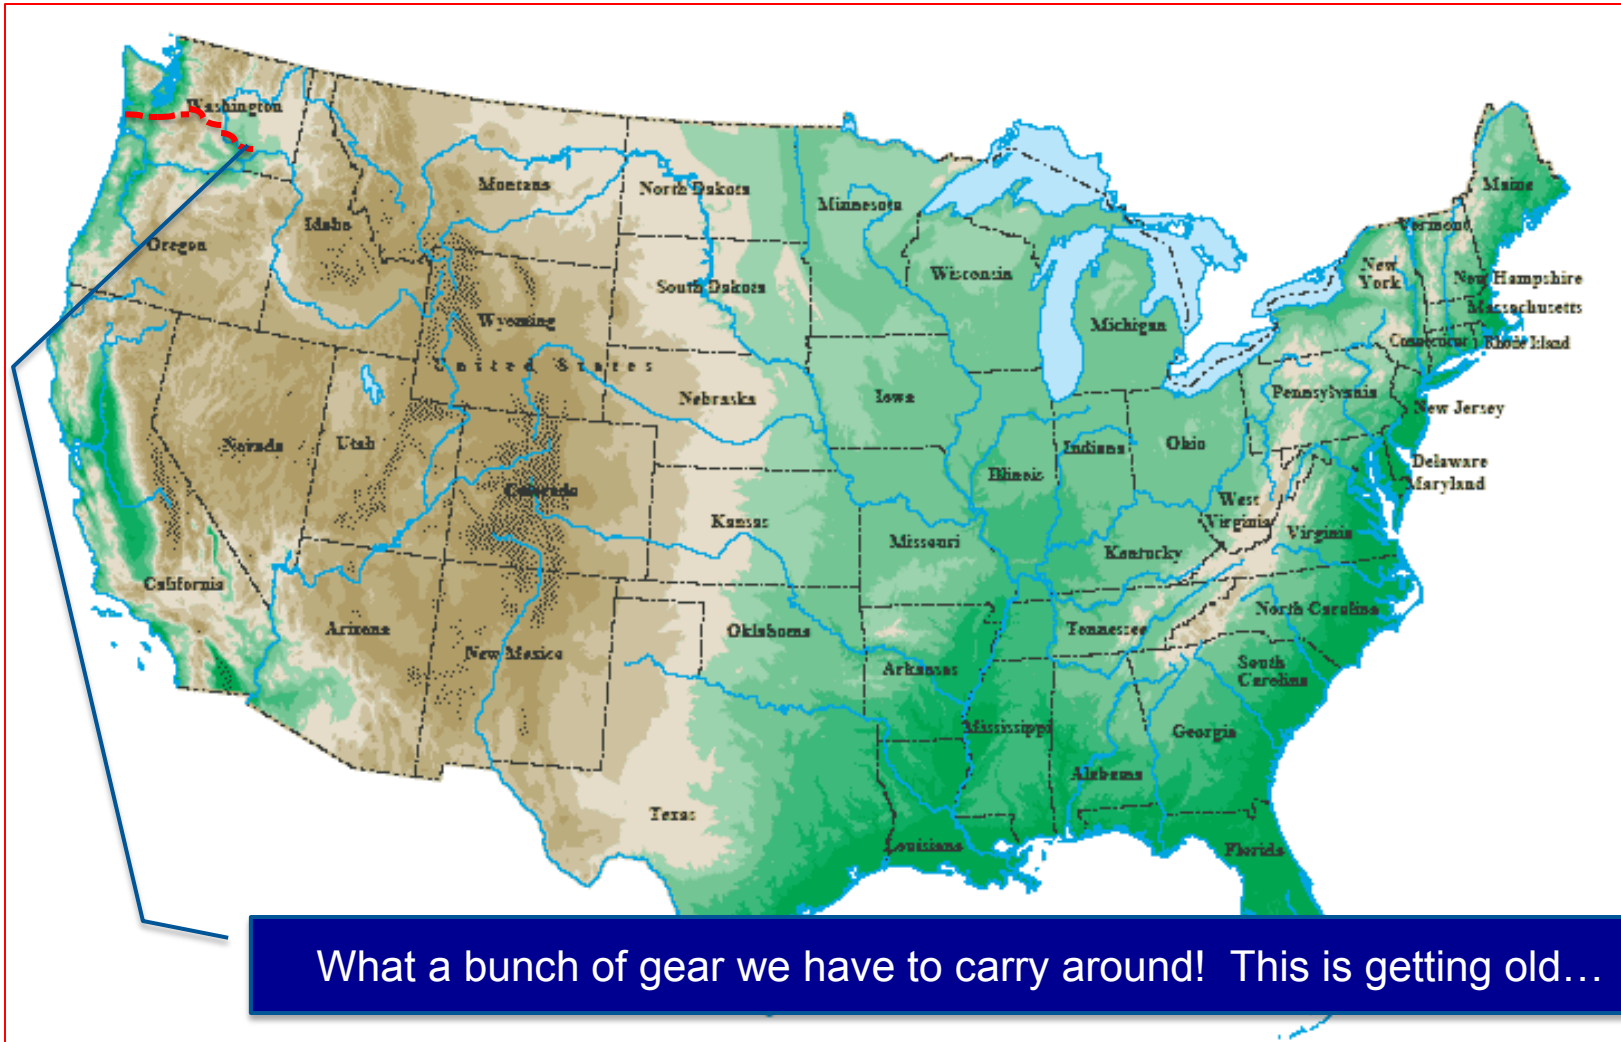 Washington
Montana
North Dakota
Minnesota
Maine
Vermont
Idaho
Oregon
Wisconsin
New
York
New Hampshire
South Dakota
Massachusetts
Wyoming
Michigan
Connecticut
Rhode Island
United States
Nebraska
Iowa
Pennsylvania
New Jersey
Nevada
Utah
Indiana
Ohio
Delaware
Maryland
Illinois
Colorado
West
Virginia
Kansas
Virginia
Missouri
Kentucky
California
North Carolina
Arizona
Oklahoma
Tennessee
New Mexico
Arkansas
South
Carolina
Mississippi
Georgia
Alabama
Texas
Louisiana
Florida
What a bunch of gear we have to carry around!  This is getting old…